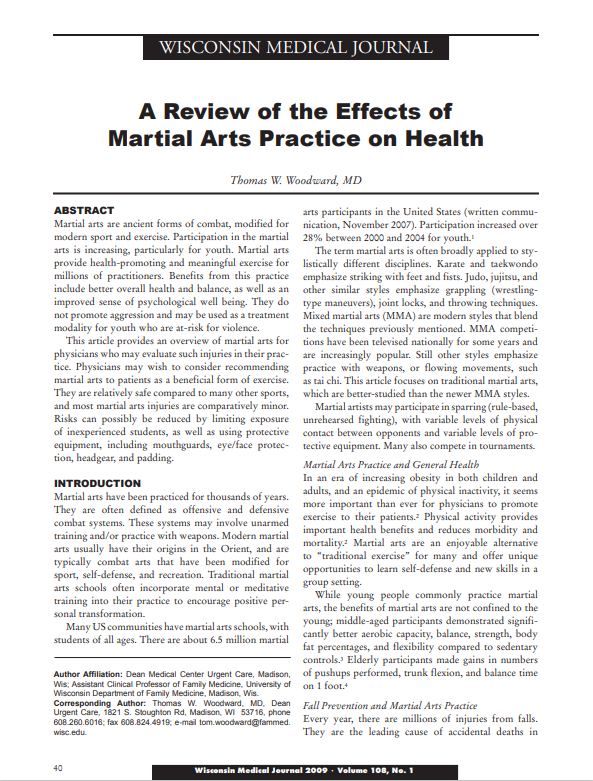 WISCONSIN MEDICAL JOURNAL
A Review of the Effects of
Martial Arts Practice on Health
Thomas W. Woodward, MD
ABSTRACT
Martial arts are ancient forms of combat, modified for
modern sport and exercise. Participation in the martial
arts is increasing, particularly for youth. Martial arts
provide health-promoting and meaningful exercise for
millions of practitioners. Benefits from this practice
include better overall health and balance, as well as an
improved sense of psychological well being. They do
not promote aggression and may be used as a treatment
modality for youth who are at-risk for violence.
This article provides an overview of martial arts for
physicians who may evaluate such injuries in their prac-
tice. Physicians may wish to consider recommending
martial arts to patients as a beneficial form of exercise.
They are relatively safe compared to many other sports,
and most martial arts injuries are comparatively minor.
Risks can possibly be reduced by limiting exposure
of inexperienced students, as well as using protective
equipment, including mouthguards, eye/face protec-
tion, headgear, and padding.
INTRODUCTION
Martial arts have been practiced for thousands of years.
They are often defined as offensive and defensive
combat systems. These systems may involve unarmed
training and/or practice with weapons. Modern martial
arts usually have their origins in the Orient, and are
typically combat arts that have been modified for
sport, self-defense, and recreation. Traditional martial
arts schools often incorporate mental or meditative
training into their practice to encourage positive per-
sonal transformation.
Many US communities have martial arts schools, with
students of all ages. There are about 6.5 million martial
Author Affiliation: Dean Medical Center Urgent Care, Madison,
Wis; Assistant Clinical Professor of Family Medicine, University of
Wisconsin Department of Family Medicine, Madison, Wis.
Corresponding Author: Thomas W. Woodward, MD, Dean
Urgent Care, 1821 S. Stoughton Rd, Madison, WI 53716, phone
608.260.6016; fax 608.824.4919; e-mail tom.woodward@fammed.
wisc.edu.
arts participants in the United States (written commu-
nication, November 2007). Participation increased over
28% between 2000 and 2004 for youth.¹
The term martial arts is often broadly applied to sty-
listically different disciplines. Karate and taekwondo
emphasize striking with feet and fists. Judo, jujitsu, and
other similar styles emphasize grappling (wrestling-
type maneuvers), joint locks, and throwing techniques.
Mixed martial arts (MMA) are modern styles that blend
the techniques previously mentioned. MMA competi-
tions have been televised nationally for some years and
are increasingly popular. Still other styles emphasize
practice with weapons, or flowing movements, such
as tai chi. This article focuses on traditional martial arts,
which are better-studied than the newer MMA styles.
Martial artists may participate in sparring (rule-based,
unrehearsed fighting), with variable levels of physical
contact between opponents and variable levels of pro-
tective equipment. Many also compete in tournaments.
Martial Arts Practice and General Health
In an era of increasing obesity in both children and
adults, and an epidemic of physical inactivity, it seems
more important than ever for physicians to promote
exercise to their patients.² Physical activity provides
important health benefits and reduces morbidity and
mortality.² Martial arts are an enjoyable alternative
to “traditional exercise” for many and offer unique
opportunities to learn self-defense and new skills in a
group setting.
While young people commonly practice martial
arts, the benefits of martial arts are not confined to the
young; middle-aged participants demonstrated signifi-
cantly better aerobic capacity, balance, strength, body
fat percentages, and flexibility compared to sedentary
controls.³ Elderly participants made gains in numbers
of pushups performed, trunk flexion, and balance time
on 1 foot.⁴
Fall Prevention and Martial Arts Practice
Every year, there are millions of injuries from falls.
They are the leading cause of accidental deaths in
40
Wisconsin Medical Journal 2009 · Volume 108, No. 1